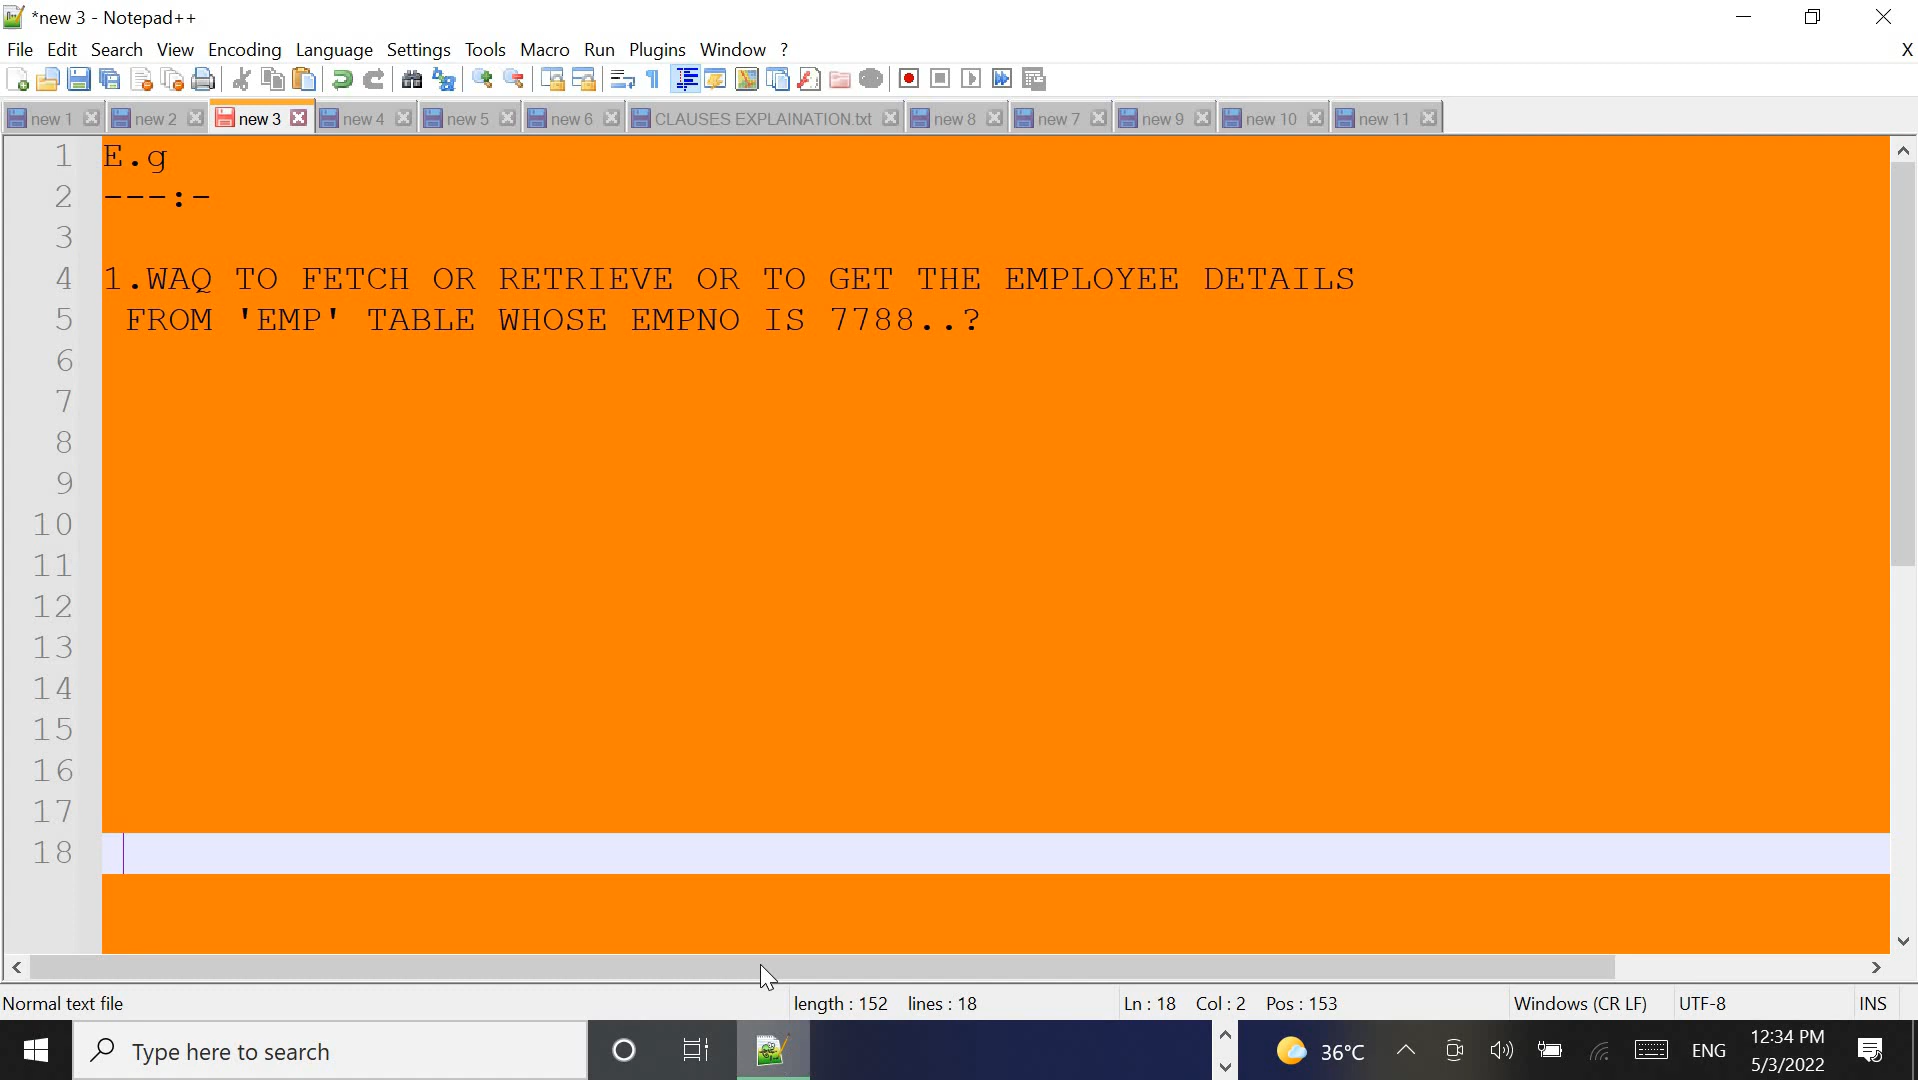 *new 3 - Notepad++
File Edit Search View Encoding Language Settings Tools Macro Run Plugins Window ? X
new 1 new 2 new 3 new 4 new 5 new 6 CLAUSES EXPLAINATION.txt new 8 new 7 new 9 new 10 new 11
1 E.g
2 ---:-
3
4 1.WAQ TO FETCH OR RETRIEVE OR TO GET THE EMPLOYEE DETAILS
5 FROM 'EMP' TABLE WHOSE EMPNO IS 7788..?
6
7
8
9
10
11
12
13
14
15
16
17
18
Normal text file length : 152 lines : 18 Ln : 18 Col : 2 Pos : 153 Windows (CR LF) UTF-8 INS
Type here to search 36°C ENG 12:34 PM
5/3/2022